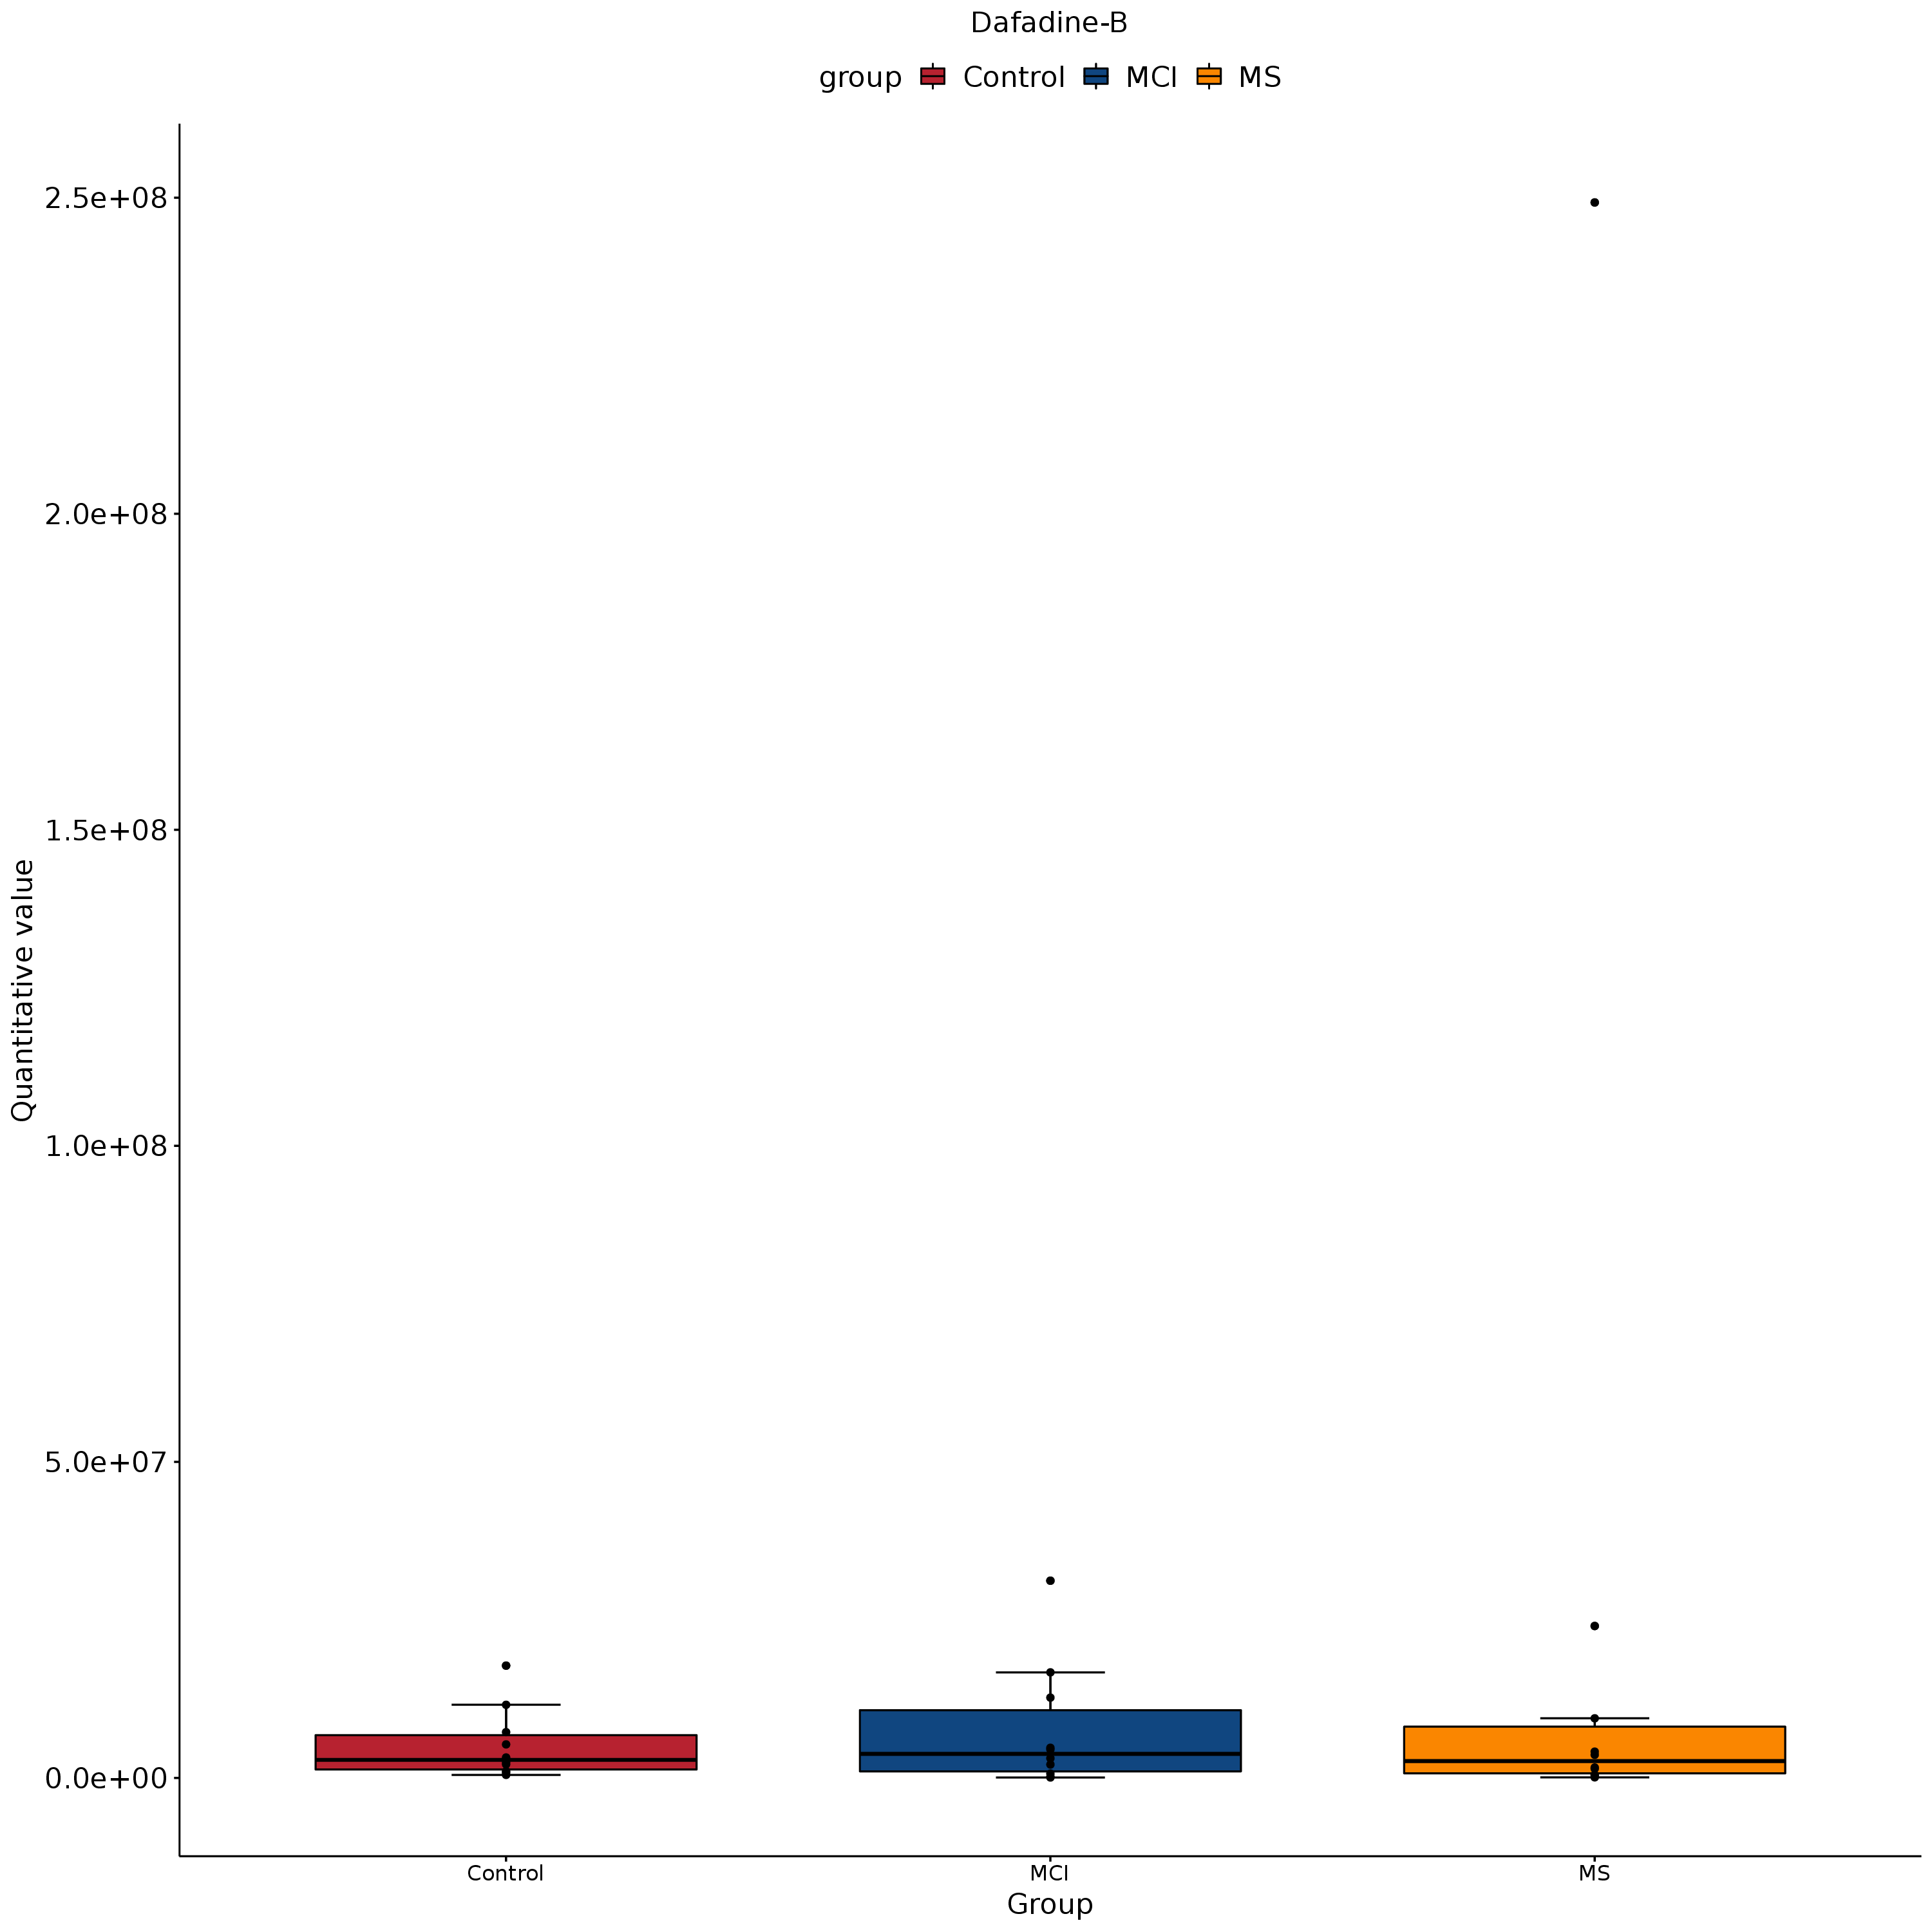 Dafadine-B
group Control MCI MS
Quantitative value
2.5e+08
2.0e+08
1.5e+08
1.0e+08
5.0e+07
0.0e+00
Control MCI MS
Group